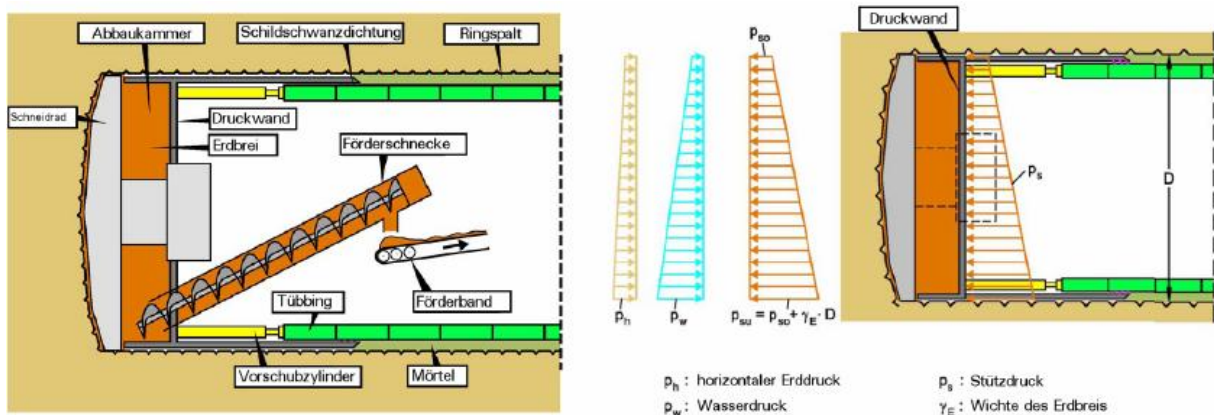 Abbaukammer
Schildschwanzdichtung
Ringspalt
Schneidrad
Druckwand
Erdbrei
Förderschnecke
Tübbing
Förderband
Vorschubzylinder
Mörtel
p_so
p_h
p_w
p_su = p_so + γ_E · D
Druckwand
p_s
D
p_h : horizontaler Erddruck
p_w : Wasserdruck
p_s : Stützdruck
γ_E : Wichte des Erdbreis